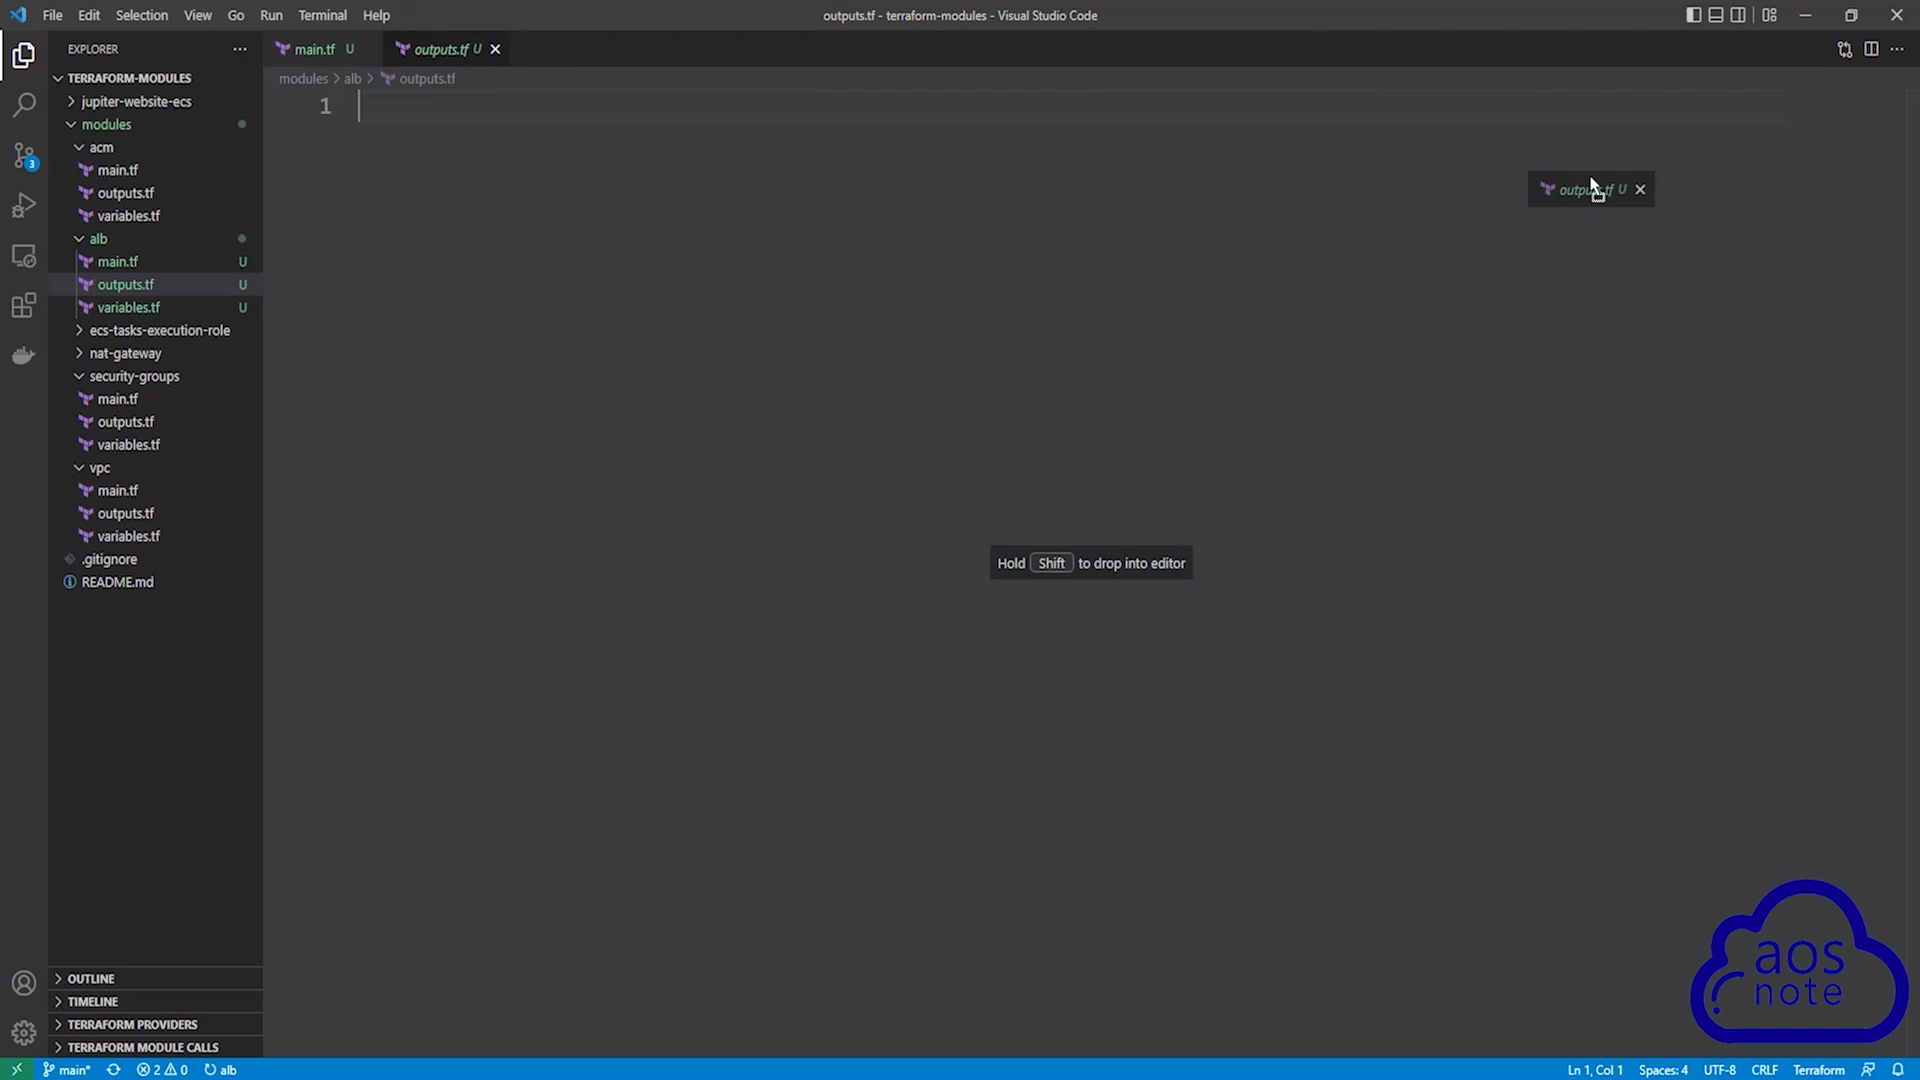 File Edit Selection View Go Run Terminal Help
outputs.tf - terraform-modules - Visual Studio Code
EXPLORER
main.tf U
outputs.tf U
TERRAFORM-MODULES
modules > alb > outputs.tf
1
jupiter-website-ecs
modules
acm
main.tf
outputs.tf
variables.tf
alb
main.tf U
outputs.tf U
variables.tf U
ecs-tasks-execution-role
nat-gateway
security-groups
main.tf
outputs.tf
variables.tf
vpc
main.tf
outputs.tf
variables.tf
.gitignore
README.md
3
outputs.tf U
Hold Shift to drop into editor
aos
note
OUTLINE
TIMELINE
TERRAFORM PROVIDERS
TERRAFORM MODULE CALLS
main* 2 0 alb
Ln 1, Col 1 Spaces: 4 UTF-8 CRLF Terraform